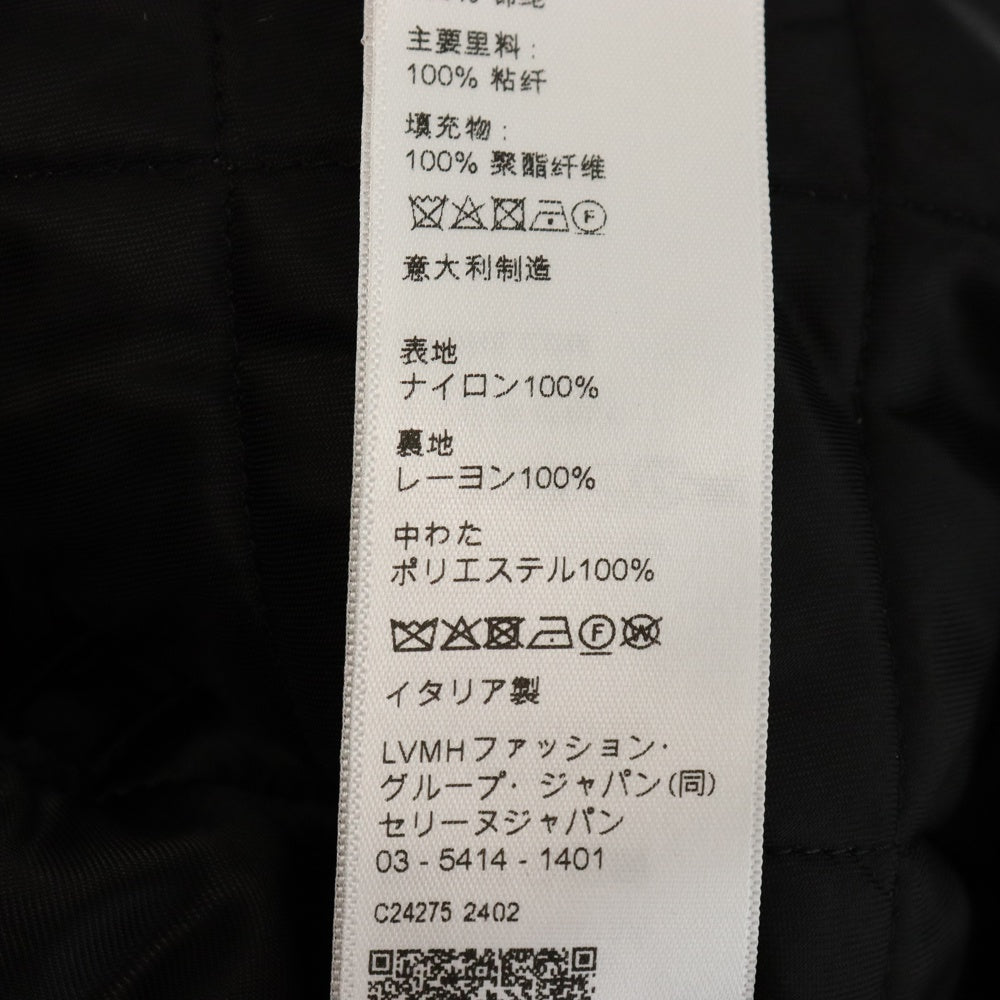 主要里料:
100% 粘纤
填充物:
100% 聚酯纤维
F
意大利制造
表地
ナイロン100%
裏地
レーヨン100%
中わた
ポリエステル100%
F W
イタリア製
LVMHファッション·
グループ· ジャパン(同)
セリーヌジャパン
03 - 5414 - 1401
C24275 2402